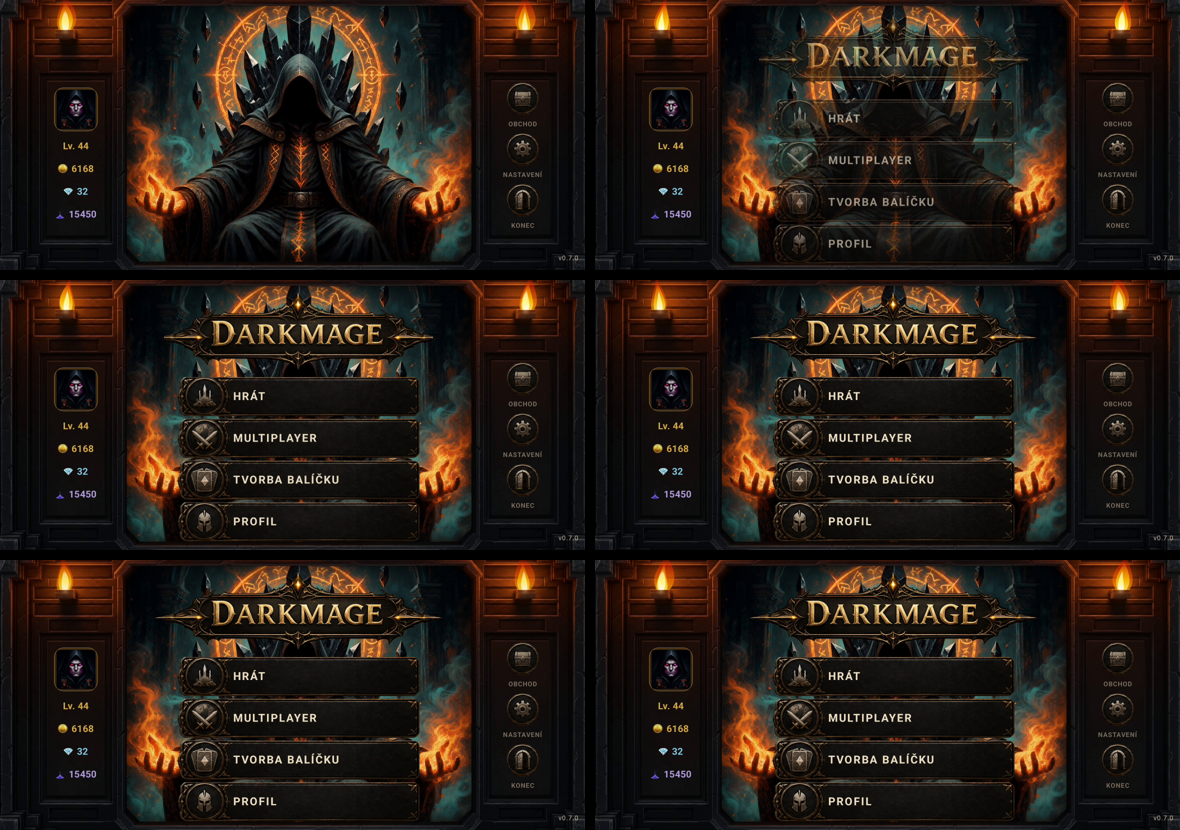 Lv. 44
6168
32
15450
OBCHOD
NASTAVENÍ
KONEC
v0.7.0
DARKMAGE
HRÁT
MULTIPLAYER
TVORBA BALÍČKU
PROFIL
Lv. 44
6168
32
15450
OBCHOD
NASTAVENÍ
KONEC
v0.7.0
DARKMAGE
HRÁT
MULTIPLAYER
TVORBA BALÍČKU
PROFIL
Lv. 44
6168
32
15450
OBCHOD
NASTAVENÍ
KONEC
v0.7.0
DARKMAGE
HRÁT
MULTIPLAYER
TVORBA BALÍČKU
PROFIL
Lv. 44
6168
32
15450
OBCHOD
NASTAVENÍ
KONEC
v0.7.0
DARKMAGE
HRÁT
MULTIPLAYER
TVORBA BALÍČKU
PROFIL
Lv. 44
6168
32
15450
OBCHOD
NASTAVENÍ
KONEC
v0.7.0
DARKMAGE
HRÁT
MULTIPLAYER
TVORBA BALÍČKU
PROFIL
Lv. 44
6168
32
15450
OBCHOD
NASTAVENÍ
KONEC
v0.7.0